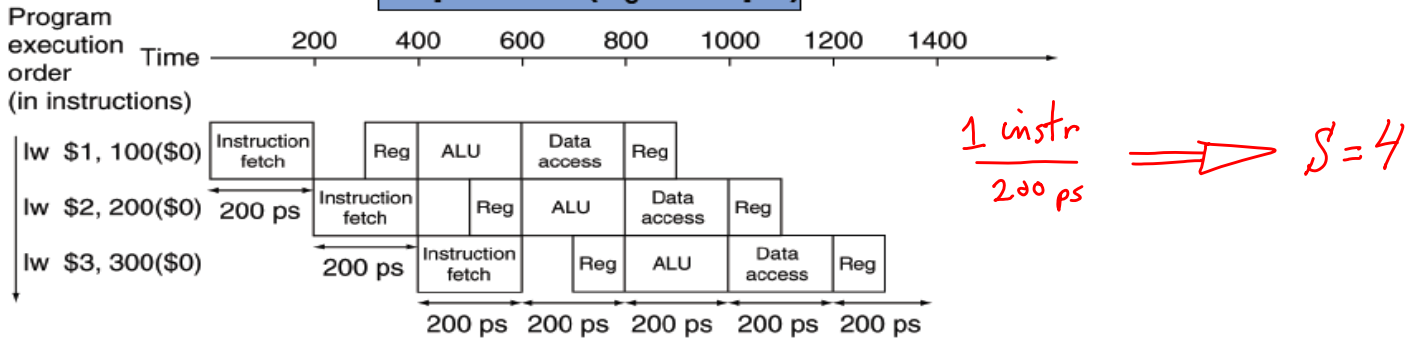 Program
execution
order
(in instructions)
Time
200 400 600 800 1000 1200 1400
lw $1, 100($0)
Instruction fetch
Reg
ALU
Data access
Reg
lw $2, 200($0)
200 ps
Instruction fetch
Reg
ALU
Data access
Reg
lw $3, 300($0)
200 ps
Instruction fetch
Reg
ALU
Data access
Reg
200 ps 200 ps 200 ps 200 ps 200 ps
1 instr
200 ps
S = 4